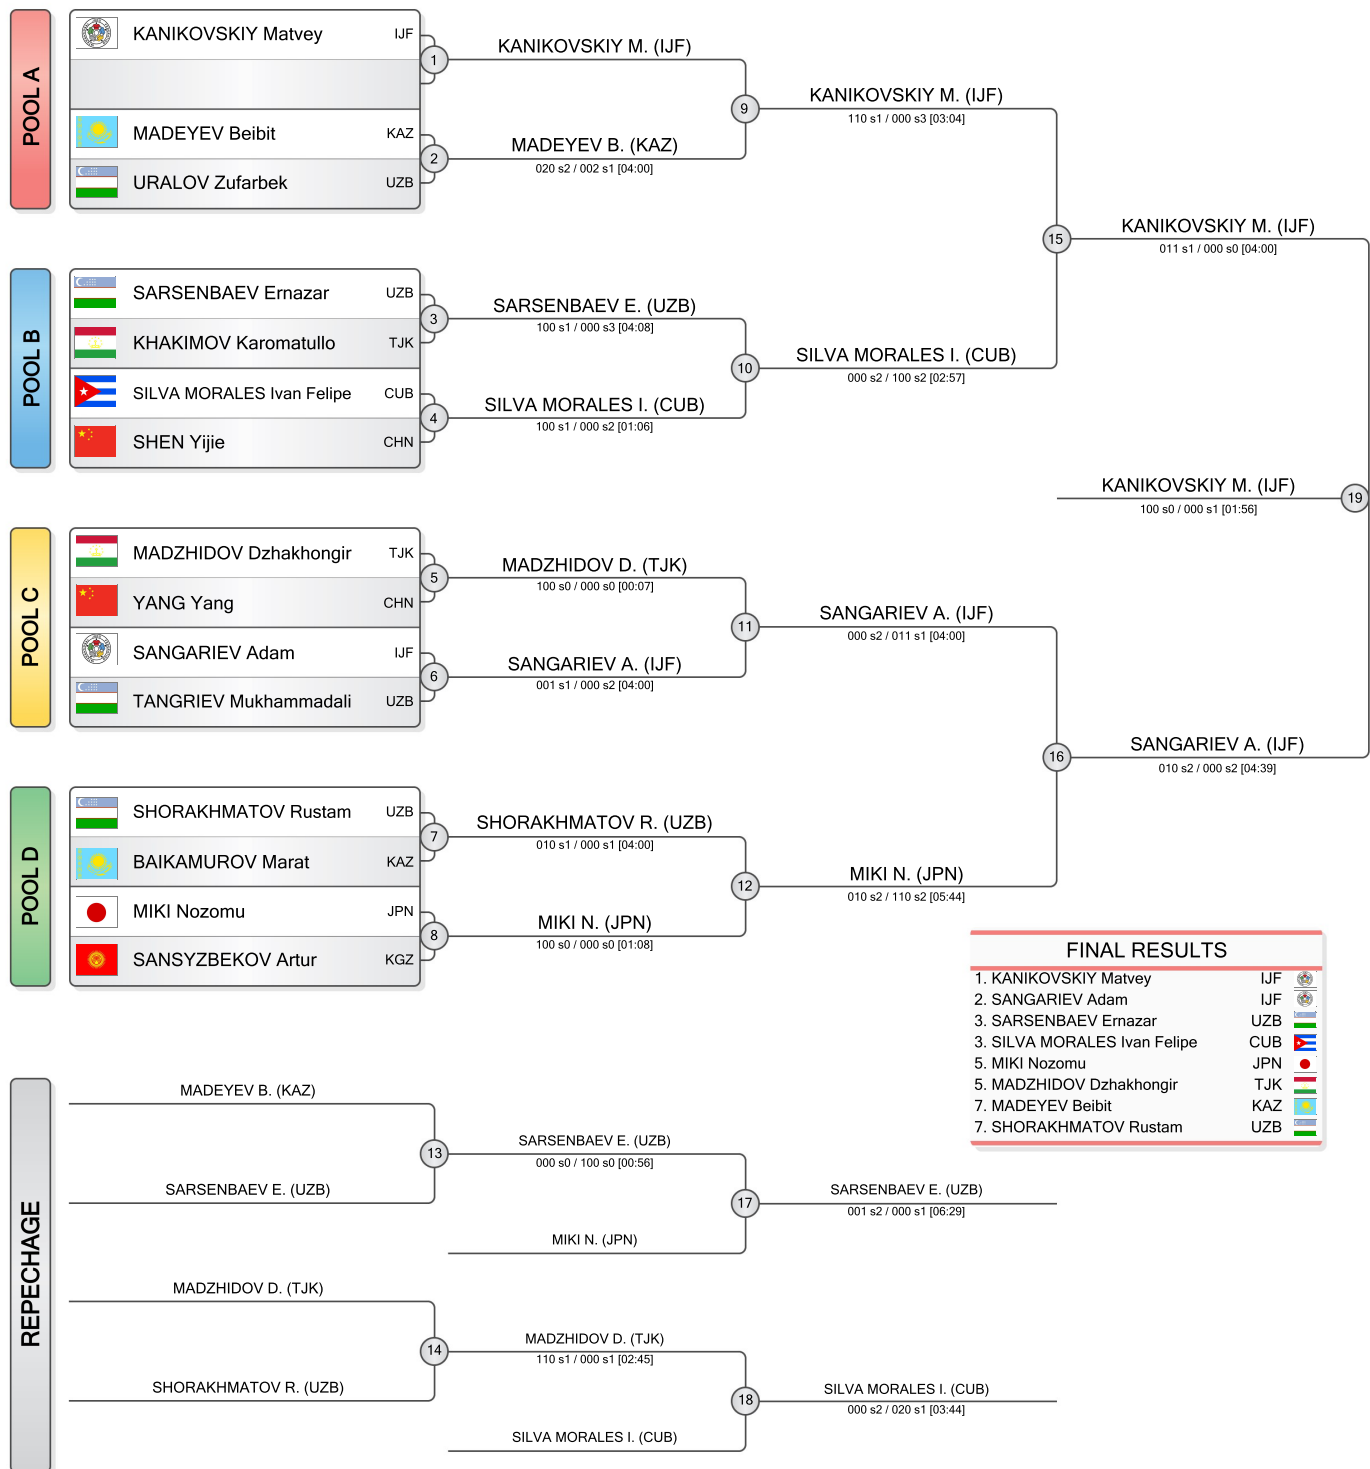 POOL A
KANIKOVSKIY Matvey IJF
1
KANIKOVSKIY M. (IJF)
MADEYEV Beibit KAZ
URALOV Zufarbek UZB
2
MADEYEV B. (KAZ)
020 s2 / 002 s1 [04:00]
9
KANIKOVSKIY M. (IJF)
110 s1 / 000 s3 [03:04]
POOL B
SARSENBAEV Ernazar UZB
KHAKIMOV Karomatullo TJK
3
SARSENBAEV E. (UZB)
100 s1 / 000 s3 [04:08]
SILVA MORALES Ivan Felipe CUB
SHEN Yijie CHN
4
SILVA MORALES I. (CUB)
100 s1 / 000 s2 [01:06]
10
SILVA MORALES I. (CUB)
000 s2 / 100 s2 [02:57]
15
KANIKOVSKIY M. (IJF)
011 s1 / 000 s0 [04:00]
KANIKOVSKIY M. (IJF)
100 s0 / 000 s1 [01:56]
19
POOL C
MADZHIDOV Dzhakhongir TJK
YANG Yang CHN
5
MADZHIDOV D. (TJK)
100 s0 / 000 s0 [00:07]
SANGARIEV Adam IJF
TANGRIEV Mukhammadali UZB
6
SANGARIEV A. (IJF)
001 s1 / 000 s2 [04:00]
11
SANGARIEV A. (IJF)
000 s2 / 011 s1 [04:00]
POOL D
SHORAKHMATOV Rustam UZB
BAIKAMUROV Marat KAZ
7
SHORAKHMATOV R. (UZB)
010 s1 / 000 s1 [04:00]
MIKI Nozomu JPN
SANSYZBEKOV Artur KGZ
8
MIKI N. (JPN)
100 s0 / 000 s0 [01:08]
12
MIKI N. (JPN)
010 s2 / 110 s2 [05:44]
16
SANGARIEV A. (IJF)
010 s2 / 000 s2 [04:39]
FINAL RESULTS
1. KANIKOVSKIY Matvey IJF
2. SANGARIEV Adam IJF
3. SARSENBAEV Ernazar UZB
3. SILVA MORALES Ivan Felipe CUB
5. MIKI Nozomu JPN
5. MADZHIDOV Dzhakhongir TJK
7. MADEYEV Beibit KAZ
7. SHORAKHMATOV Rustam UZB
REPECHAGE
MADEYEV B. (KAZ)
SARSENBAEV E. (UZB)
13
SARSENBAEV E. (UZB)
000 s0 / 100 s0 [00:56]
MIKI N. (JPN)
17
SARSENBAEV E. (UZB)
001 s2 / 000 s1 [06:29]
MADZHIDOV D. (TJK)
SHORAKHMATOV R. (UZB)
14
MADZHIDOV D. (TJK)
110 s1 / 000 s1 [02:45]
SILVA MORALES I. (CUB)
18
SILVA MORALES I. (CUB)
000 s2 / 020 s1 [03:44]